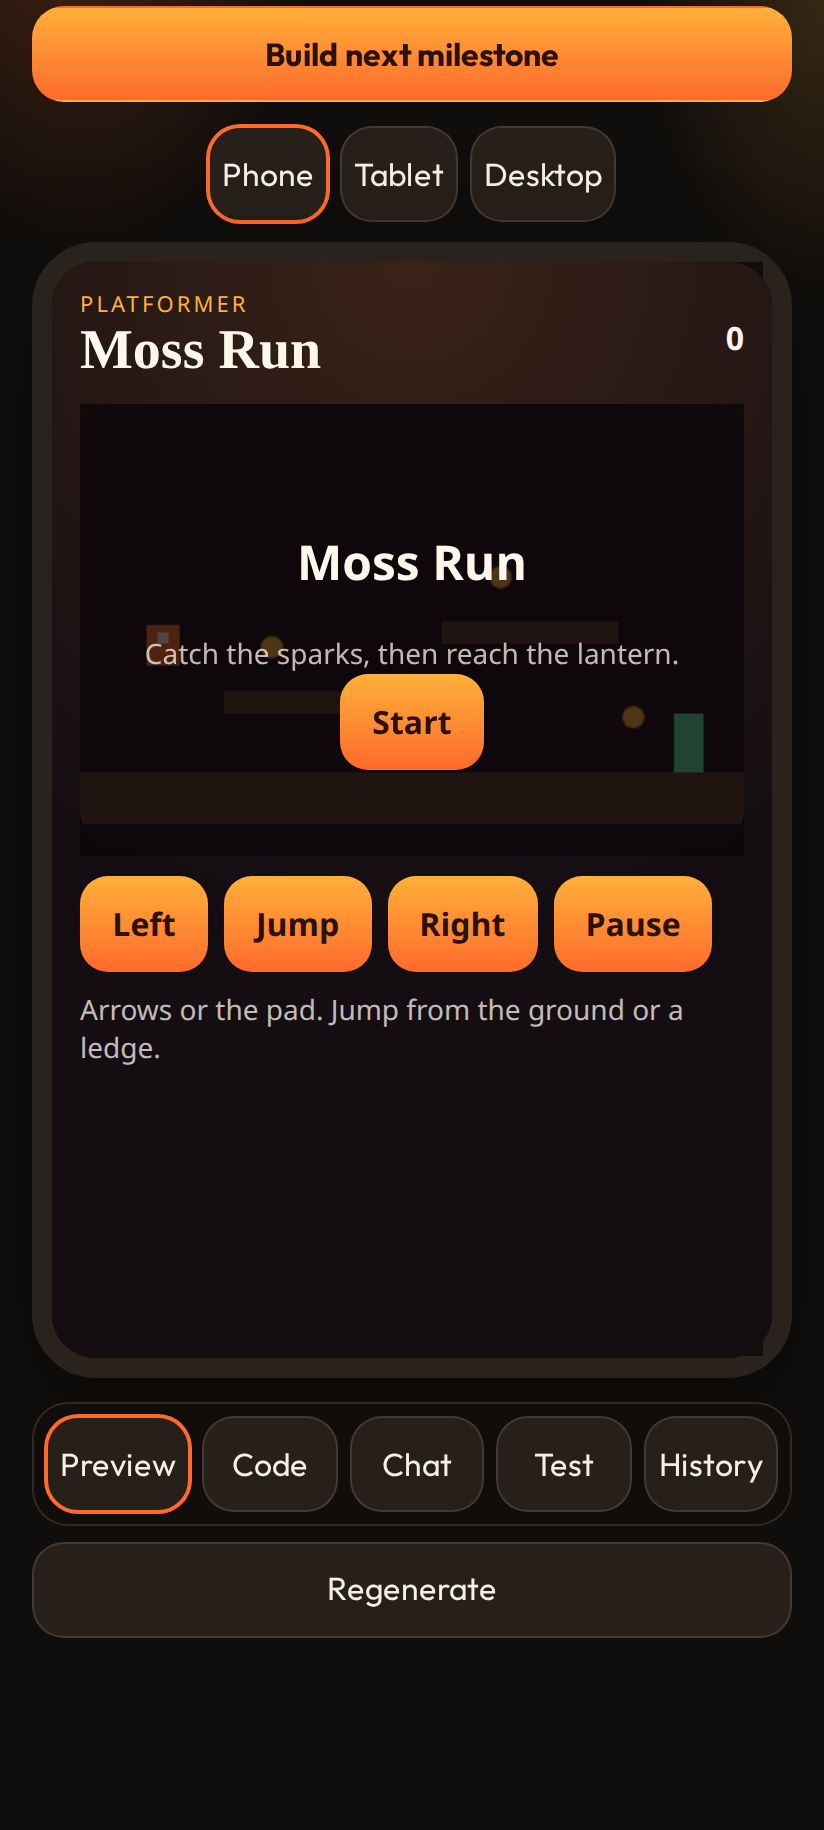 Build next milestone
Phone Tablet Desktop
PLATFORMER
Moss Run
0
Moss Run
Catch the sparks, then reach the lantern.
Start
Left Jump Right Pause
Arrows or the pad. Jump from the ground or a
ledge.
Preview Code Chat Test History
Regenerate